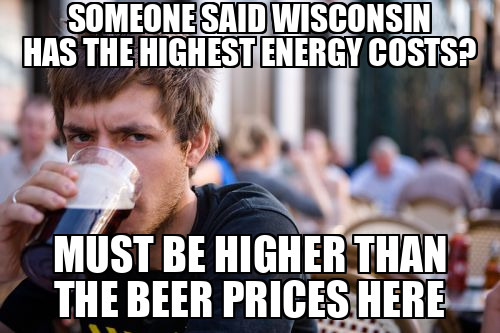 SOMEONE SAID WISCONSIN
HAS THE HIGHEST ENERGY COSTS?
MUST BE HIGHER THAN
THE BEER PRICES HERE